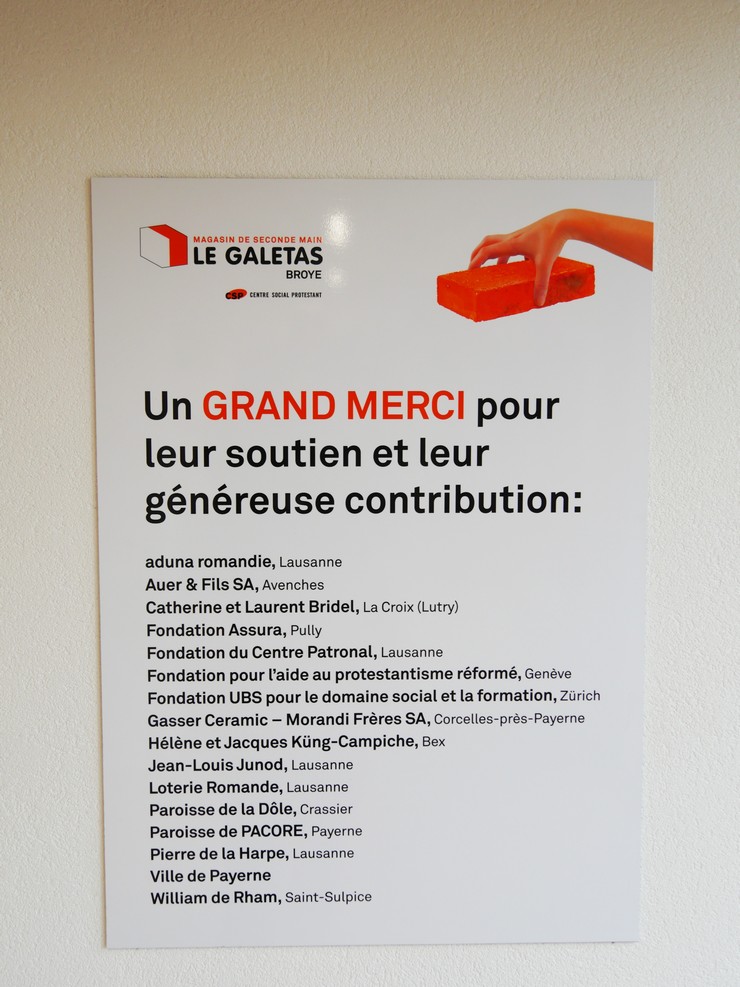 MAGASIN DE SECONDE MAIN
LE GALETAS
BROYE
CSP CENTRE SOCIAL PROTESTANT
Un GRAND MERCI pour
leur soutien et leur
généreuse contribution:
aduna romandie, Lausanne
Auer & Fils SA, Avenches
Catherine et Laurent Bridel, La Croix (Lutry)
Fondation Assura, Pully
Fondation du Centre Patronal, Lausanne
Fondation pour l'aide au protestantisme réformé, Genève
Fondation UBS pour le domaine social et la formation, Zürich
Gasser Ceramic – Morandi Frères SA, Corcelles-près-Payerne
Hélène et Jacques Küng-Campiche, Bex
Jean-Louis Junod, Lausanne
Loterie Romande, Lausanne
Paroisse de la Dôle, Crassier
Paroisse de PACORE, Payerne
Pierre de la Harpe, Lausanne
Ville de Payerne
William de Rham, Saint-Sulpice